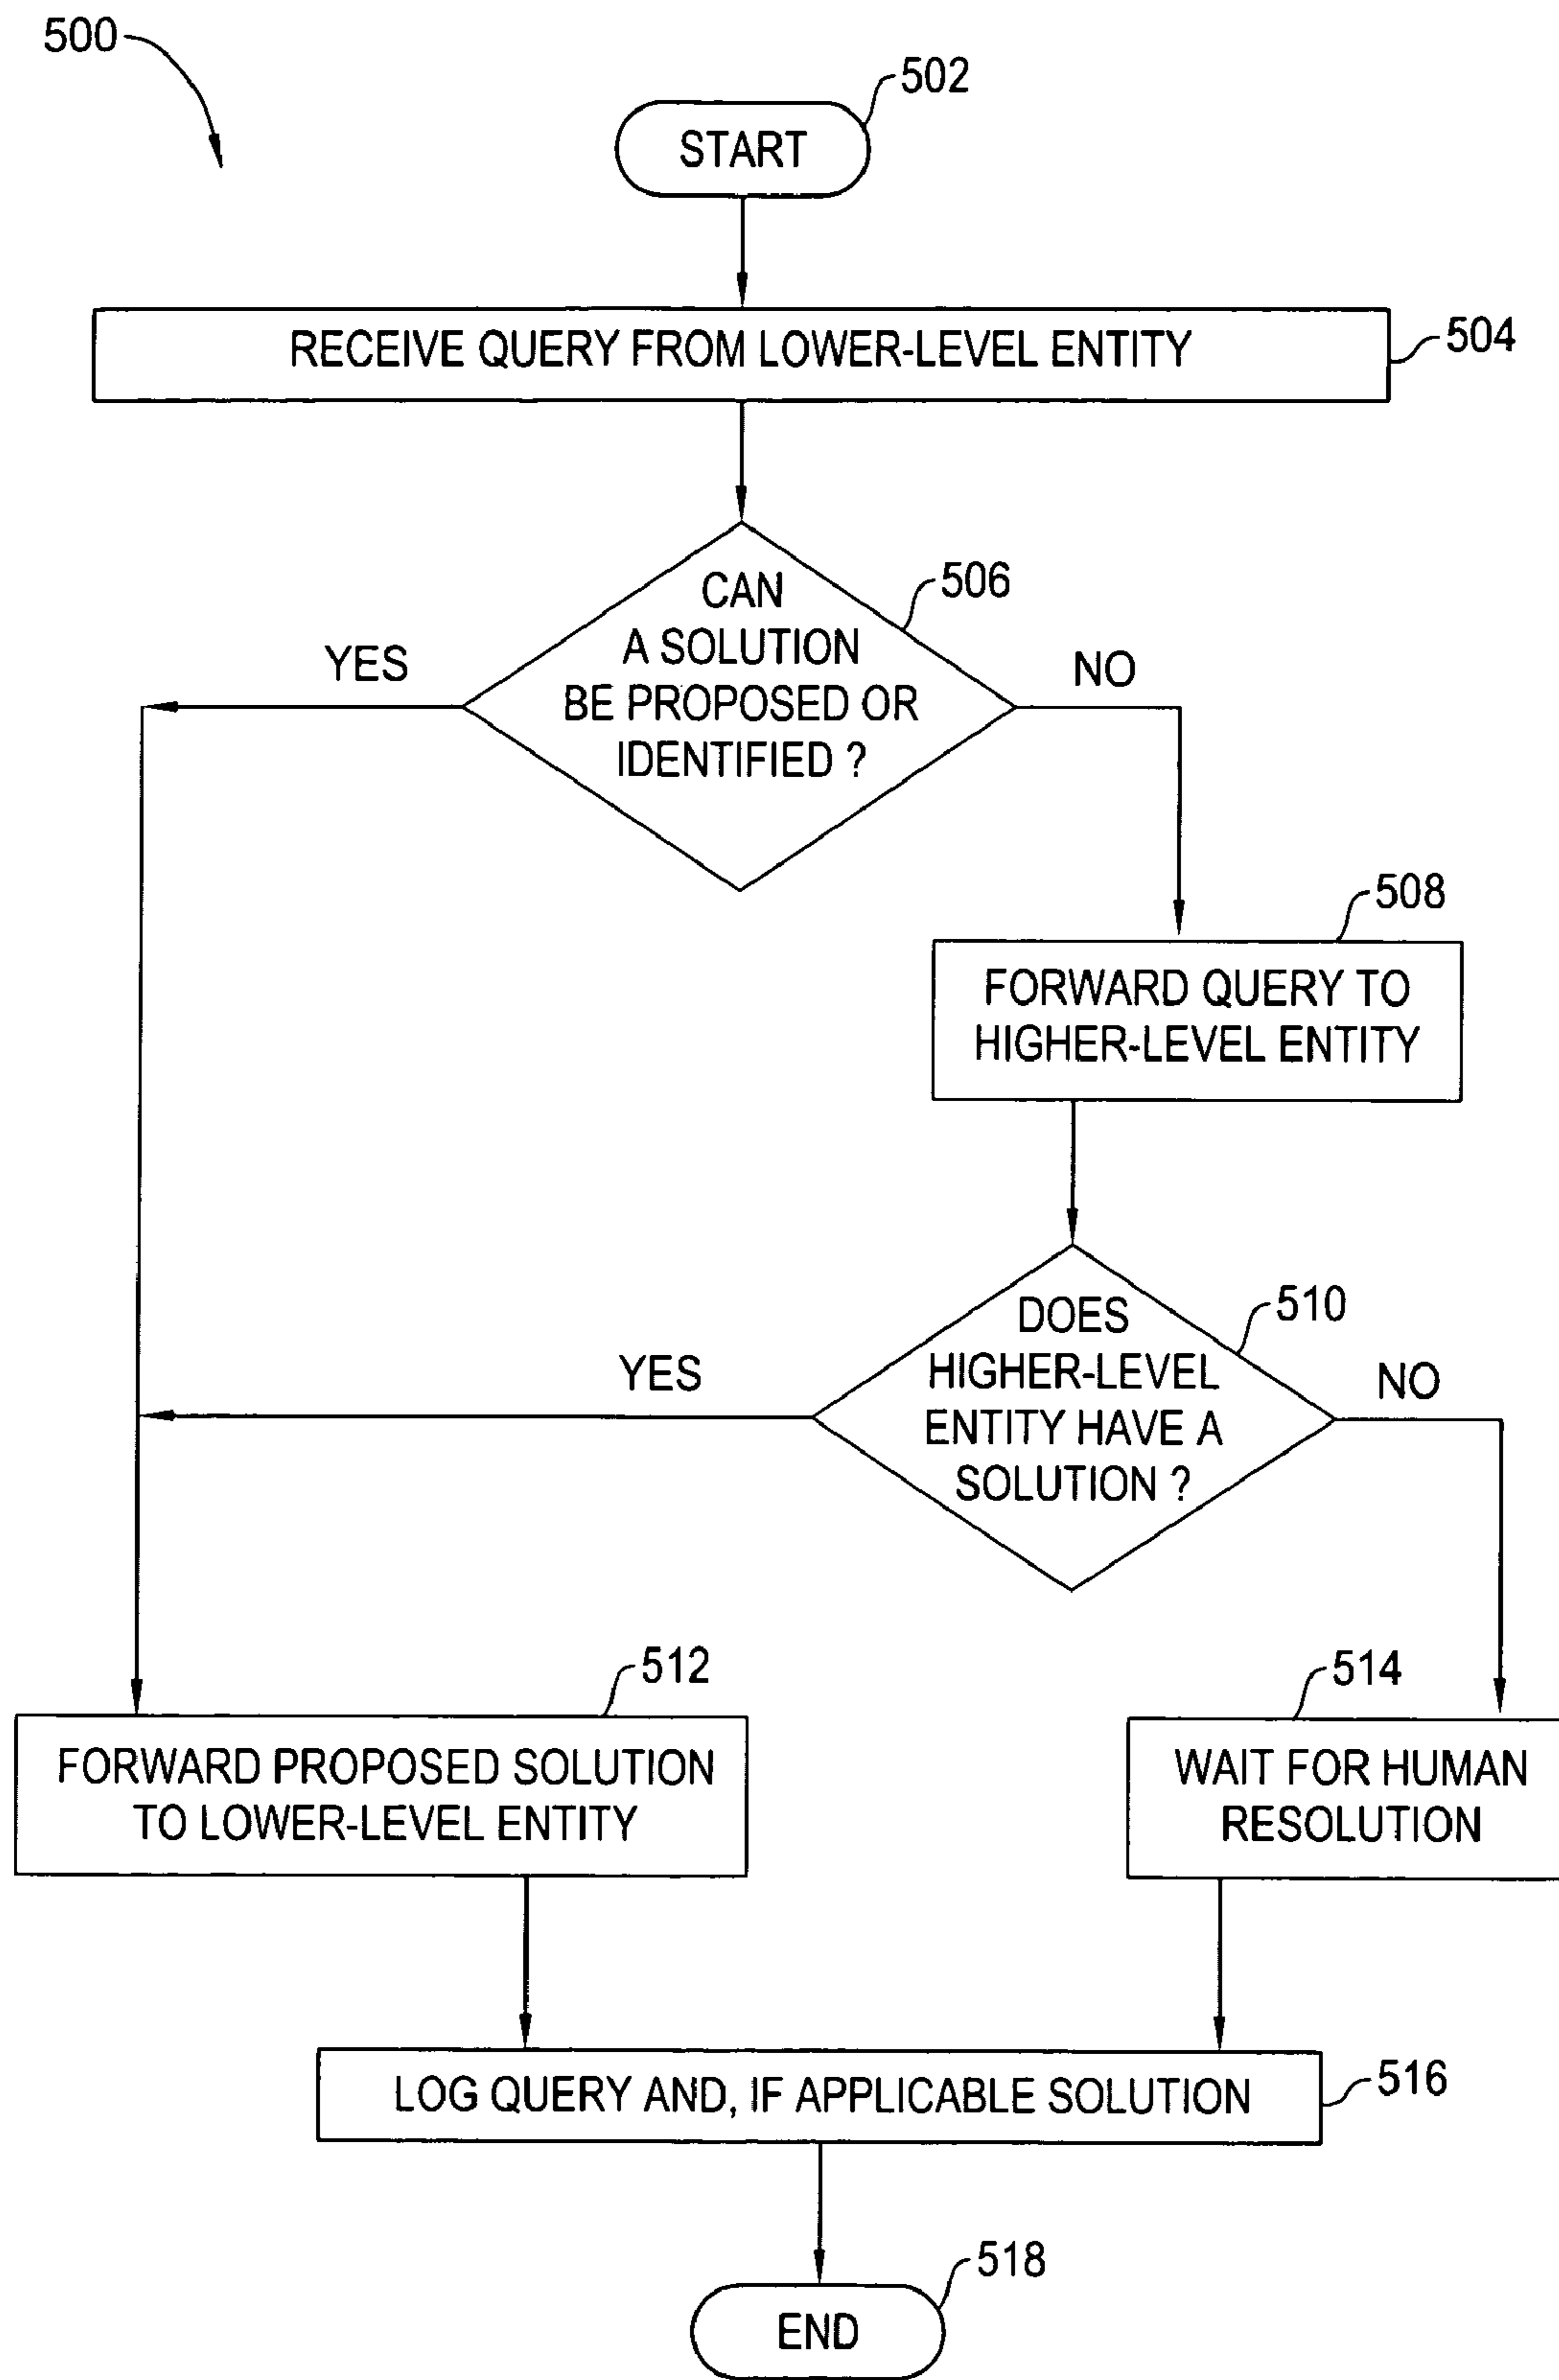 500
502
START
RECEIVE QUERY FROM LOWER-LEVEL ENTITY
504
506
CAN
A SOLUTION
BE PROPOSED OR
IDENTIFIED ?
YES
NO
508
FORWARD QUERY TO
HIGHER-LEVEL ENTITY
510
DOES
HIGHER-LEVEL
ENTITY HAVE A
SOLUTION ?
YES
NO
512
FORWARD PROPOSED SOLUTION
TO LOWER-LEVEL ENTITY
514
WAIT FOR HUMAN
RESOLUTION
LOG QUERY AND, IF APPLICABLE SOLUTION
516
518
END